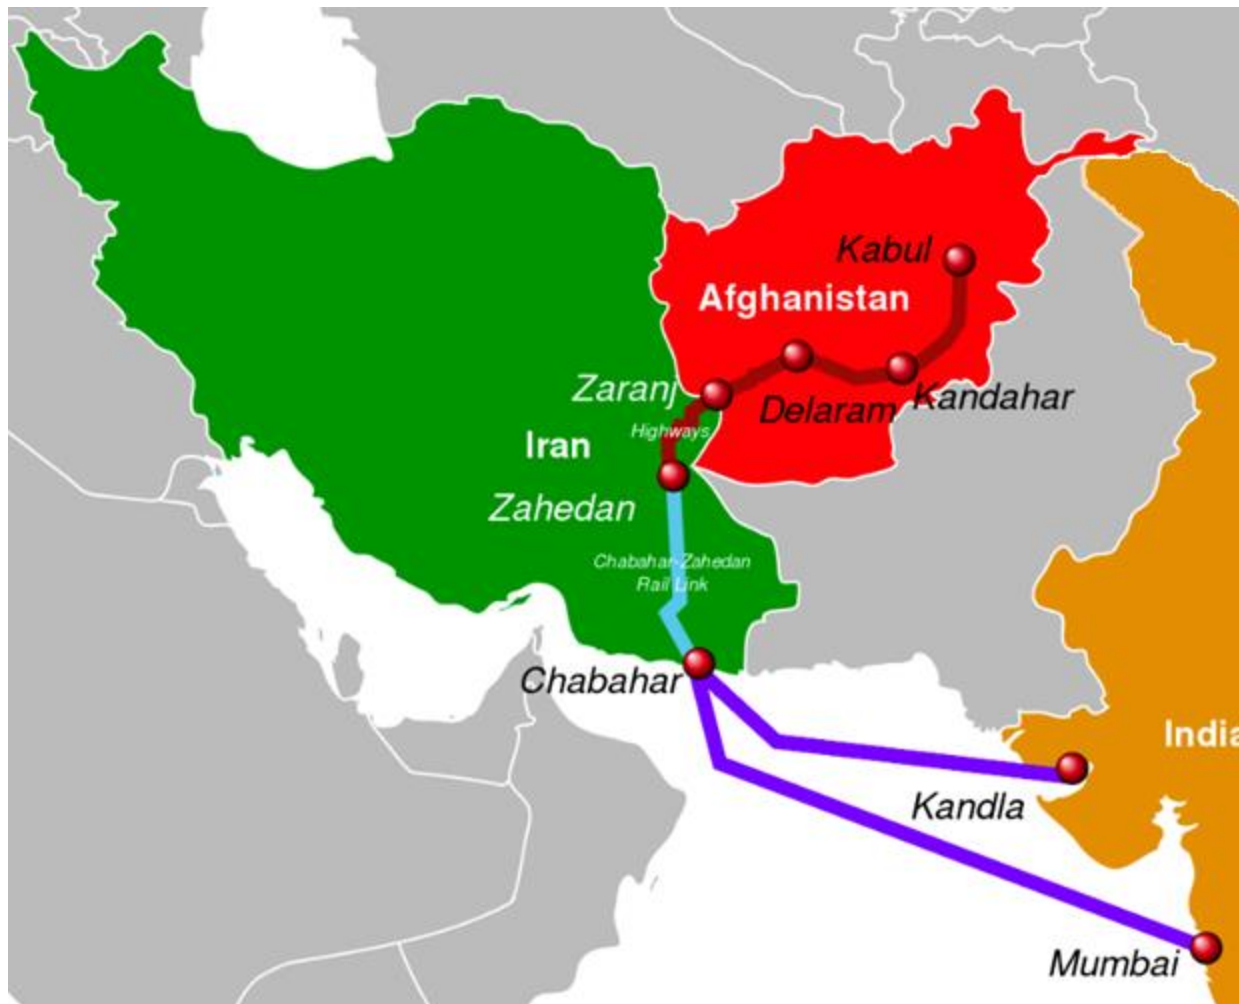 Kabul
Afghanistan
Zaranj
Delaram
Kandahar
Highways
Iran
Zahedan
Chabahar-Zahedan
Rail Link
Chabahar
India
Kandla
Mumbai